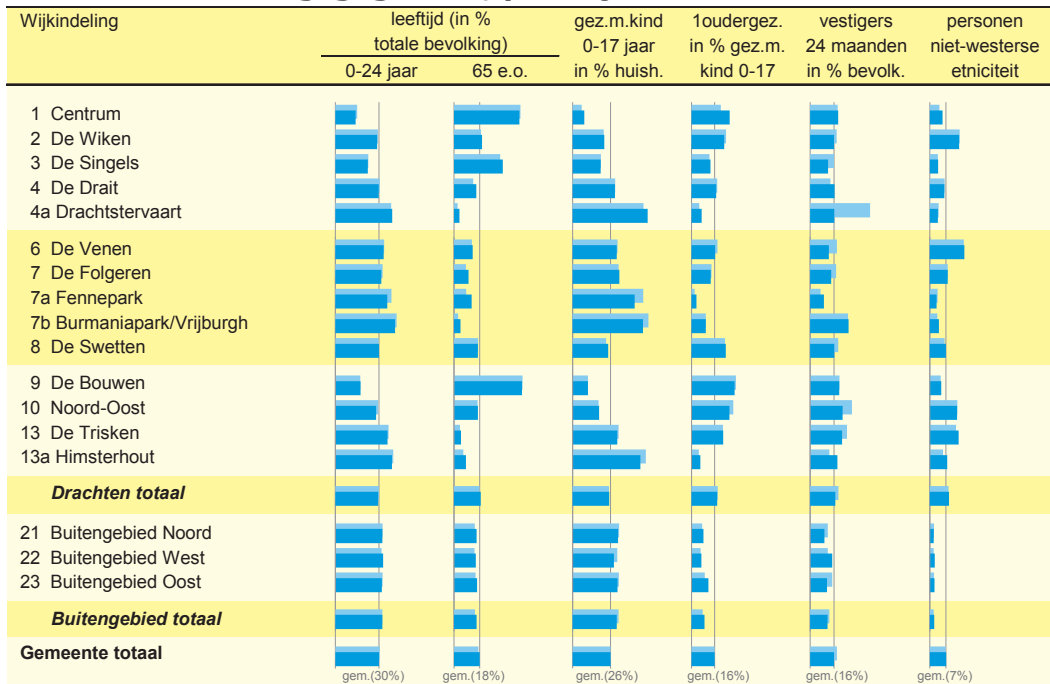 Wijkindeling leeftijd (in % gez.m.kind 1oudergez. vestigers personen
totale bevolking) 0-17 jaar in % gez.m. 24 maanden niet-westerse
0-24 jaar 65 e.o. in % huish. kind 0-17 in % bevolk. etniciteit
1 Centrum
2 De Wiken
3 De Singels
4 De Drait
4a Drachtstervaart
6 De Venen
7 De Folgeren
7a Fennepark
7b Burmaniapark/Vrijburgh
8 De Swetten
9 De Bouwen
10 Noord-Oost
13 De Trisken
13a Himsterhout
Drachten totaal
21 Buitengebied Noord
22 Buitengebied West
23 Buitengebied Oost
Buitengebied totaal
Gemeente totaal
gem.(30%) gem.(18%) gem.(26%) gem.(16%) gem.(16%) gem.(7%)